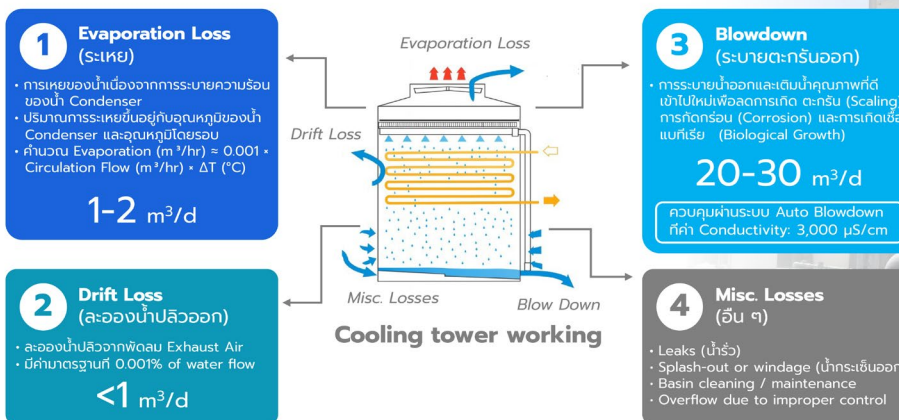 1
Evaporation Loss
(ระเหย)
• การเหยของน้ำเนื่องจากการระบายความร้อน
ของน้ำ Condenser
• ปริมาณการระเหยขึ้นอยู่กับอุณหภูมิของน้ำ
Condenser และอุณหภูมิโดยรอบ
• คำนวณ Evaporation (m³/hr) ≈ 0.001 ×
Circulation Flow (m³/hr) × ΔT (°C)
1-2 m³/d
2
Drift Loss
(ละอองน้ำปลิวออก)
• ละอองน้ำปลิวจากพัดลม Exhaust Air
• มีค่ามาตรฐานที่ 0.001% of water flow
<1 m³/d
Evaporation Loss
Drift Loss
Misc. Losses
Blow Down
Cooling tower working
3
Blowdown
(ระบายตะกรันออก)
• การระบายน้ำออกและเติมน้ำคุณภาพที่ดี
เข้าไปใหม่เพื่อลดการเกิด ตะกรัน (Scaling)
การกัดกร่อน (Corrosion) และการเกิดเชื้อ
แบทีเรีย (Biological Growth)
20-30 m³/d
ควบคุมผ่านระบบ Auto Blowdown
ที่ค่า Conductivity: 3,000 µS/cm
4
Misc. Losses
(อื่น ๆ)
• Leaks (น้ำรั่ว)
• Splash-out or windage (น้ำกระเซ็นออก
• Basin cleaning / maintenance
• Overflow due to improper control